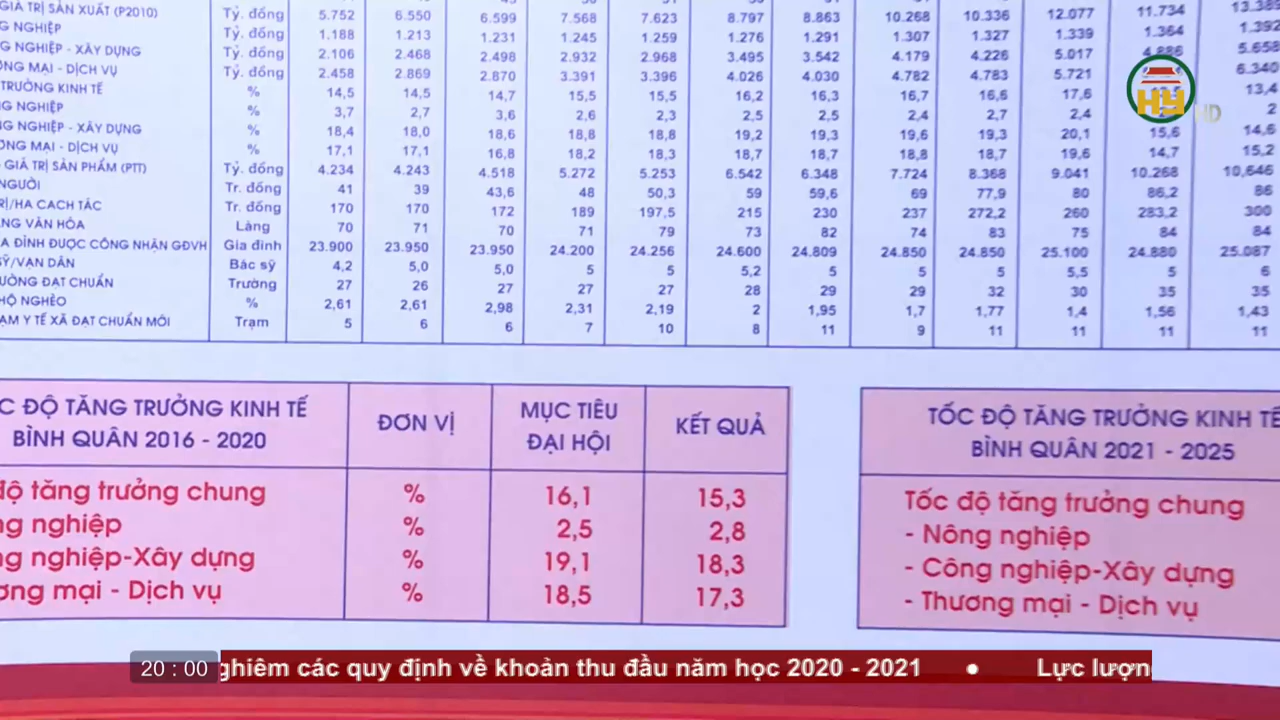 GIÁ TRỊ SẢN XUẤT (P2010) Tỷ. đồng 5.752 6.550 6.599 7.568 7.623 8.797 8.863 10.268 10.336 12.077 11.734 13.389
NG NGHIỆP Tỷ. đồng 1.188 1.213 1.231 1.245 1.259 1.276 1.291 1.307 1.327 1.339 1.364 1.392
G NGHIỆP - XÂY DỰNG Tỷ. đồng 2.106 2.468 2.498 2.932 2.968 3.495 3.542 4.179 4.226 5.017 4.886 5.658
NG MẠI - DỊCH VỤ Tỷ. đồng 2.458 2.869 2.870 3.391 3.396 4.026 4.030 4.782 4.783 5.721 6.340
TRƯỞNG KINH TẾ % 14,5 14,5 14,7 15,5 15,5 16,2 16,3 16,7 16,6 17,6 13,4
NG NGHIỆP % 3,7 2,7 3,6 2,6 2,3 2,5 2,5 2,4 2,7 2,4 2
NG NGHIỆP - XÂY DỰNG % 18,4 18,0 18,6 18,8 18,8 19,2 19,3 19,6 19,3 20,1 15,6 14,6
ƠNG MẠI - DỊCH VỤ % 17,1 17,1 16,8 18,2 18,3 18,7 18,7 18,8 18,7 19,6 14,7 15,2
GIÁ TRỊ SẢN PHẨM (PTT) Tỷ. đồng 4.234 4.243 4.518 5.272 5.253 6.542 6.348 7.724 8.368 9.041 10.268 10,646
NGƯỜI Tr. đồng 41 39 43,6 48 50,3 59 59,6 69 77,9 80 86,2 86
RỊ/HA CACH TÁC Tr. đồng 170 170 172 189 197,5 215 230 237 272,2 260 283,2 300
NG VĂN HÓA Làng 70 71 70 71 79 73 82 74 83 75 84 84
A ĐÌNH ĐƯỢC CÔNG NHẬN GĐVH Gia đình 23.900 23.950 23.950 24.200 24.256 24.600 24.809 24.850 24.850 25.100 24.880 25.087
SỸ/VẠN DÂN Bác sỹ 4,2 5,0 5,0 5 5 5,2 5 5 5 5,5 5 6
ƯỜNG ĐẠT CHUẨN Trường 27 26 27 27 27 28 29 29 32 30 35 35
HỘ NGHÈO % 2,61 2,61 2,98 2,31 2,19 2 1,95 1,7 1,77 1,4 1,56 1,43
ẠM Y TẾ XÃ ĐẠT CHUẨN MỚI Trạm 5 6 6 7 10 8 11 9 11 11 11 11
HY HD
C ĐỘ TĂNG TRƯỞNG KINH TẾ
BÌNH QUÂN 2016 - 2020
ĐƠN VỊ
MỤC TIÊU
ĐẠI HỘI
KẾT QUẢ
độ tăng trưởng chung % 16,1 15,3
ng nghiệp % 2,5 2,8
ng nghiệp-Xây dựng % 19,1 18,3
ơng mại - Dịch vụ % 18,5 17,3
TỐC ĐỘ TĂNG TRƯỞNG KINH TẾ
BÌNH QUÂN 2021 - 2025
Tốc độ tăng trưởng chung
- Nông nghiệp
- Công nghiệp-Xây dựng
- Thương mại - Dịch vụ
20 : 00 ghiêm các quy định về khoản thu đầu năm học 2020 - 2021 • Lực lượng